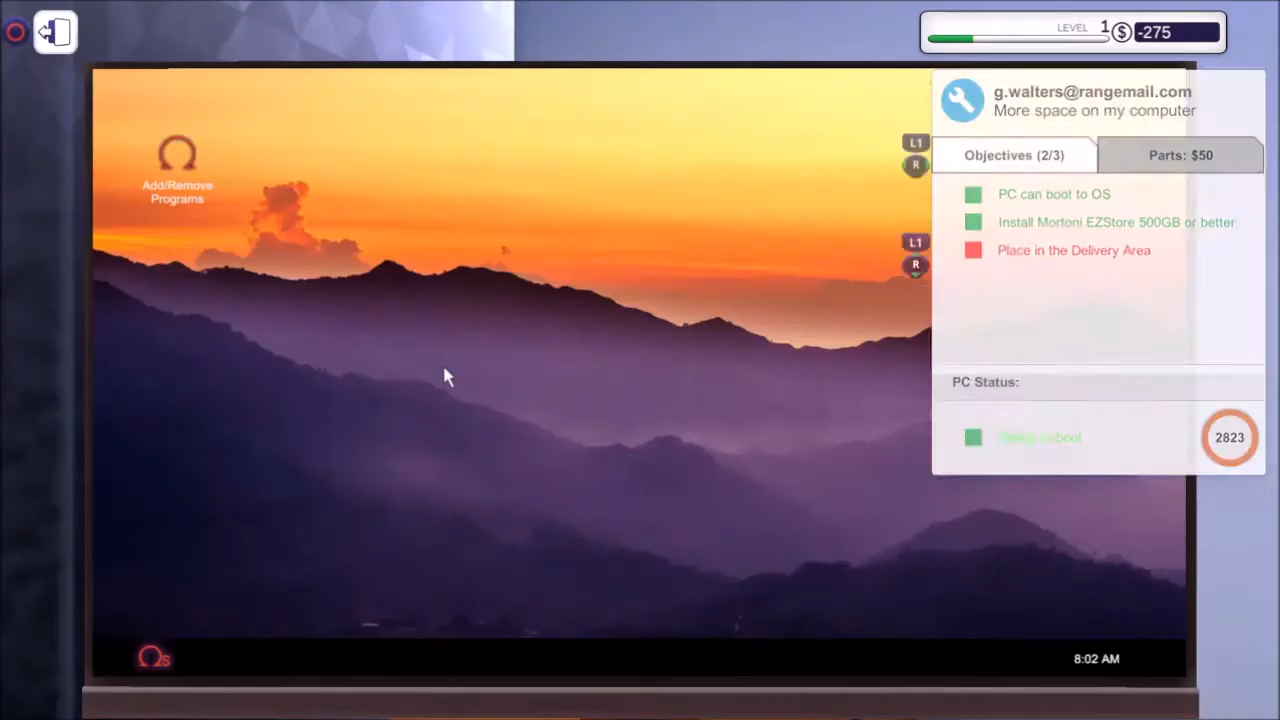 LEVEL 1 $ -275
g.walters@rangemail.com
More space on my computer
Add/Remove
Programs
L1
R
Objectives (2/3)
Parts: $50
PC can boot to OS
Install Mortoni EZStore 500GB or better
L1
R
Place in the Delivery Area
PC Status:
2823
8:02 AM